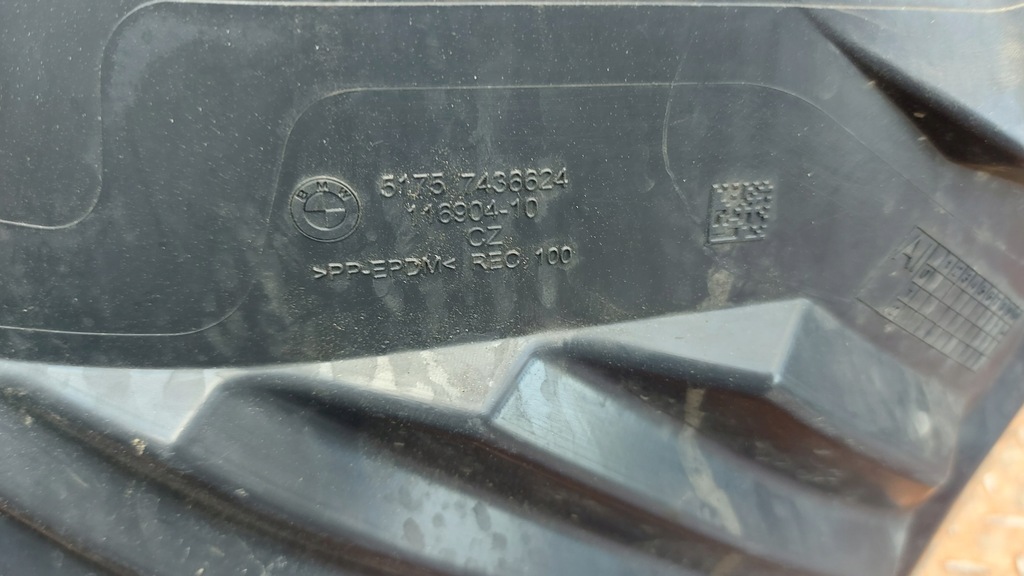 BMW
5175 7436624
116904-10
CZ
>PP-EPDM< REC 100